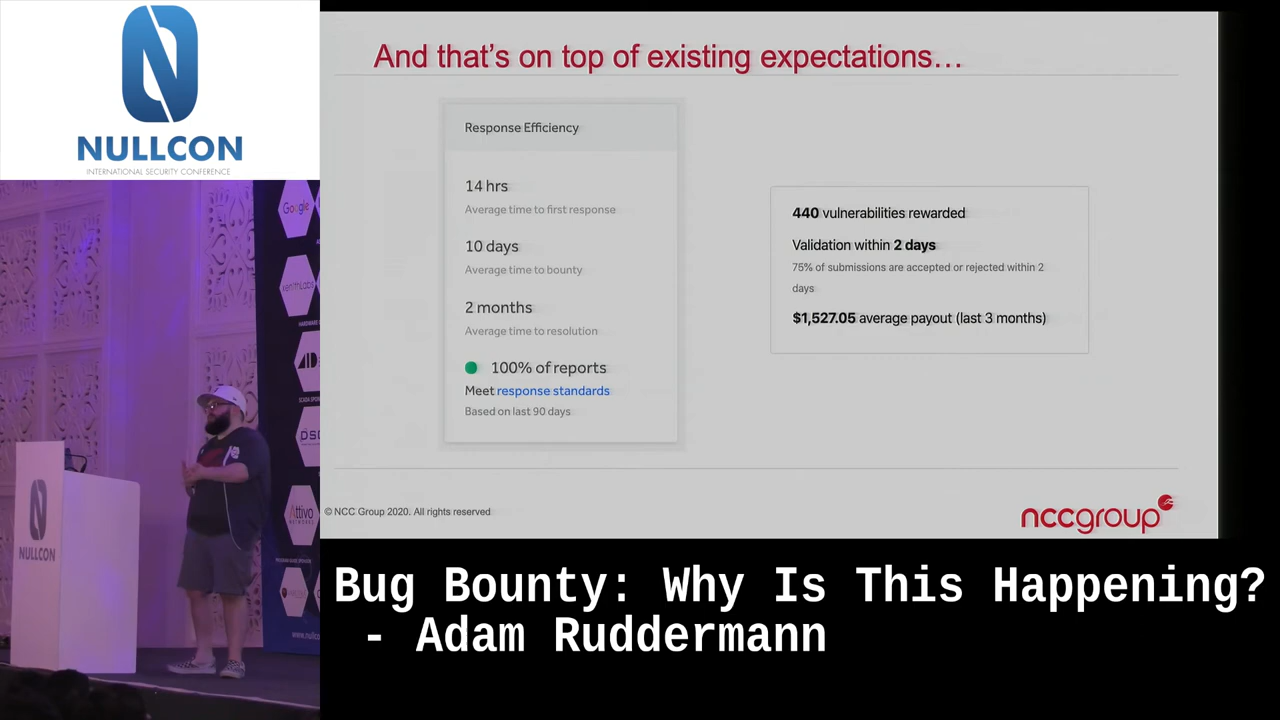 NULLCON
INTERNATIONAL SECURITY CONFERENCE
And that's on top of existing expectations…
Response Efficiency
14 hrs
Average time to first response
10 days
Average time to bounty
2 months
Average time to resolution
100% of reports
Meet response standards
Based on last 90 days
440 vulnerabilities rewarded
Validation within 2 days
75% of submissions are accepted or rejected within 2
days
$1,527.05 average payout (last 3 months)
© NCC Group 2020. All rights reserved
nccgroup
Google
Attivo
NULLCON
Bug Bounty: Why Is This Happening?
- Adam Ruddermann